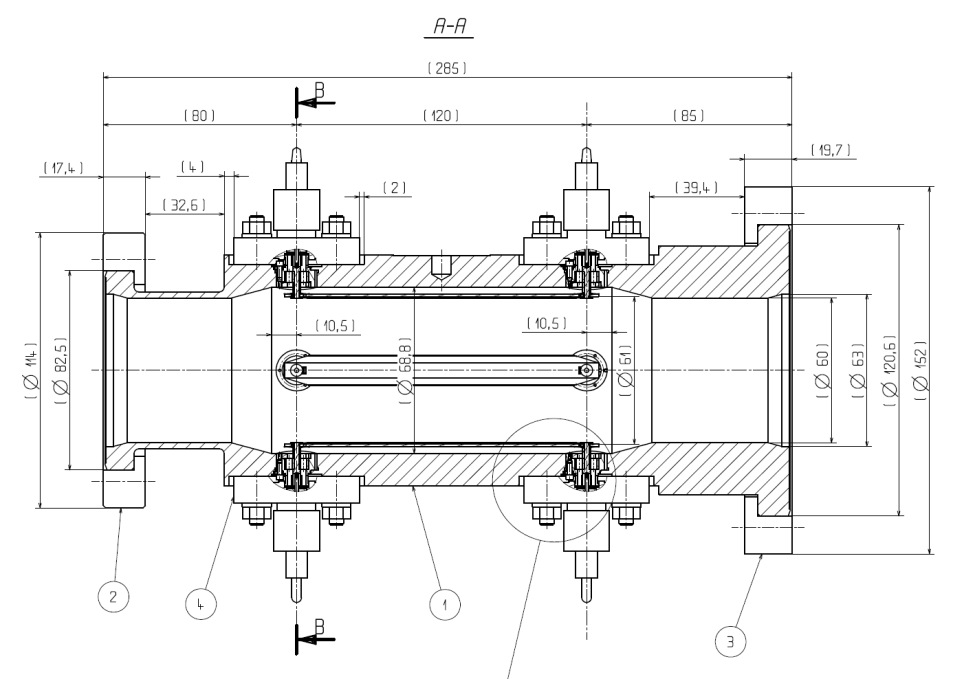 A-A
( 285)
B
( 80)
( 120)
( 85)
( 17,4)
( 4)
( 2)
( 39,4)
( 19,7)
( 32,6)
( 10,5)
( 10,5)
( Ø 114)
( Ø 82,5)
( Ø 68,8)
( Ø 61)
( Ø 60)
( Ø 63)
( Ø 120,6)
( Ø 152)
2
4
1
3
B